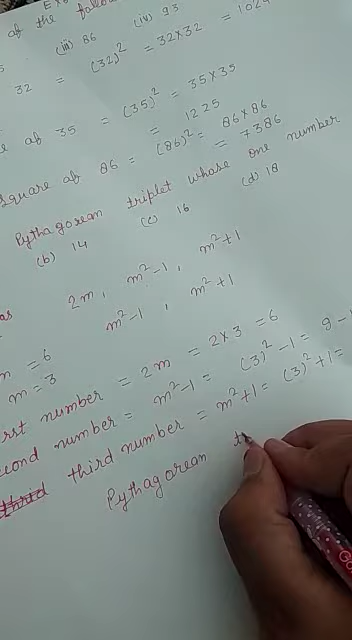 of the follo
(iii) 86 (iv) 93
32 = (32)² = 32×32 = 1024
of 35 = (35)² = 35×35
= 1225
Square of 86 = (86)² = 86×86
= 7386
Pythagorean triplet whose one number
(b) 14 (c) 16 (d) 18
as 2m, m²-1, m²+1
m²-1, m²+1
m = 6
m = 3
rst number = 2m = 2×3 = 6
econd number = m²-1 = (3)²-1 = 9-
third number = m²+1 = (3)²+1 =
Pythagorean t